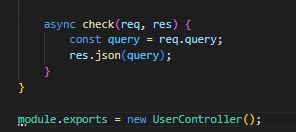 async check(req, res) {
const query = req.query;
res.json(query);
}
}
module.exports = new UserController();